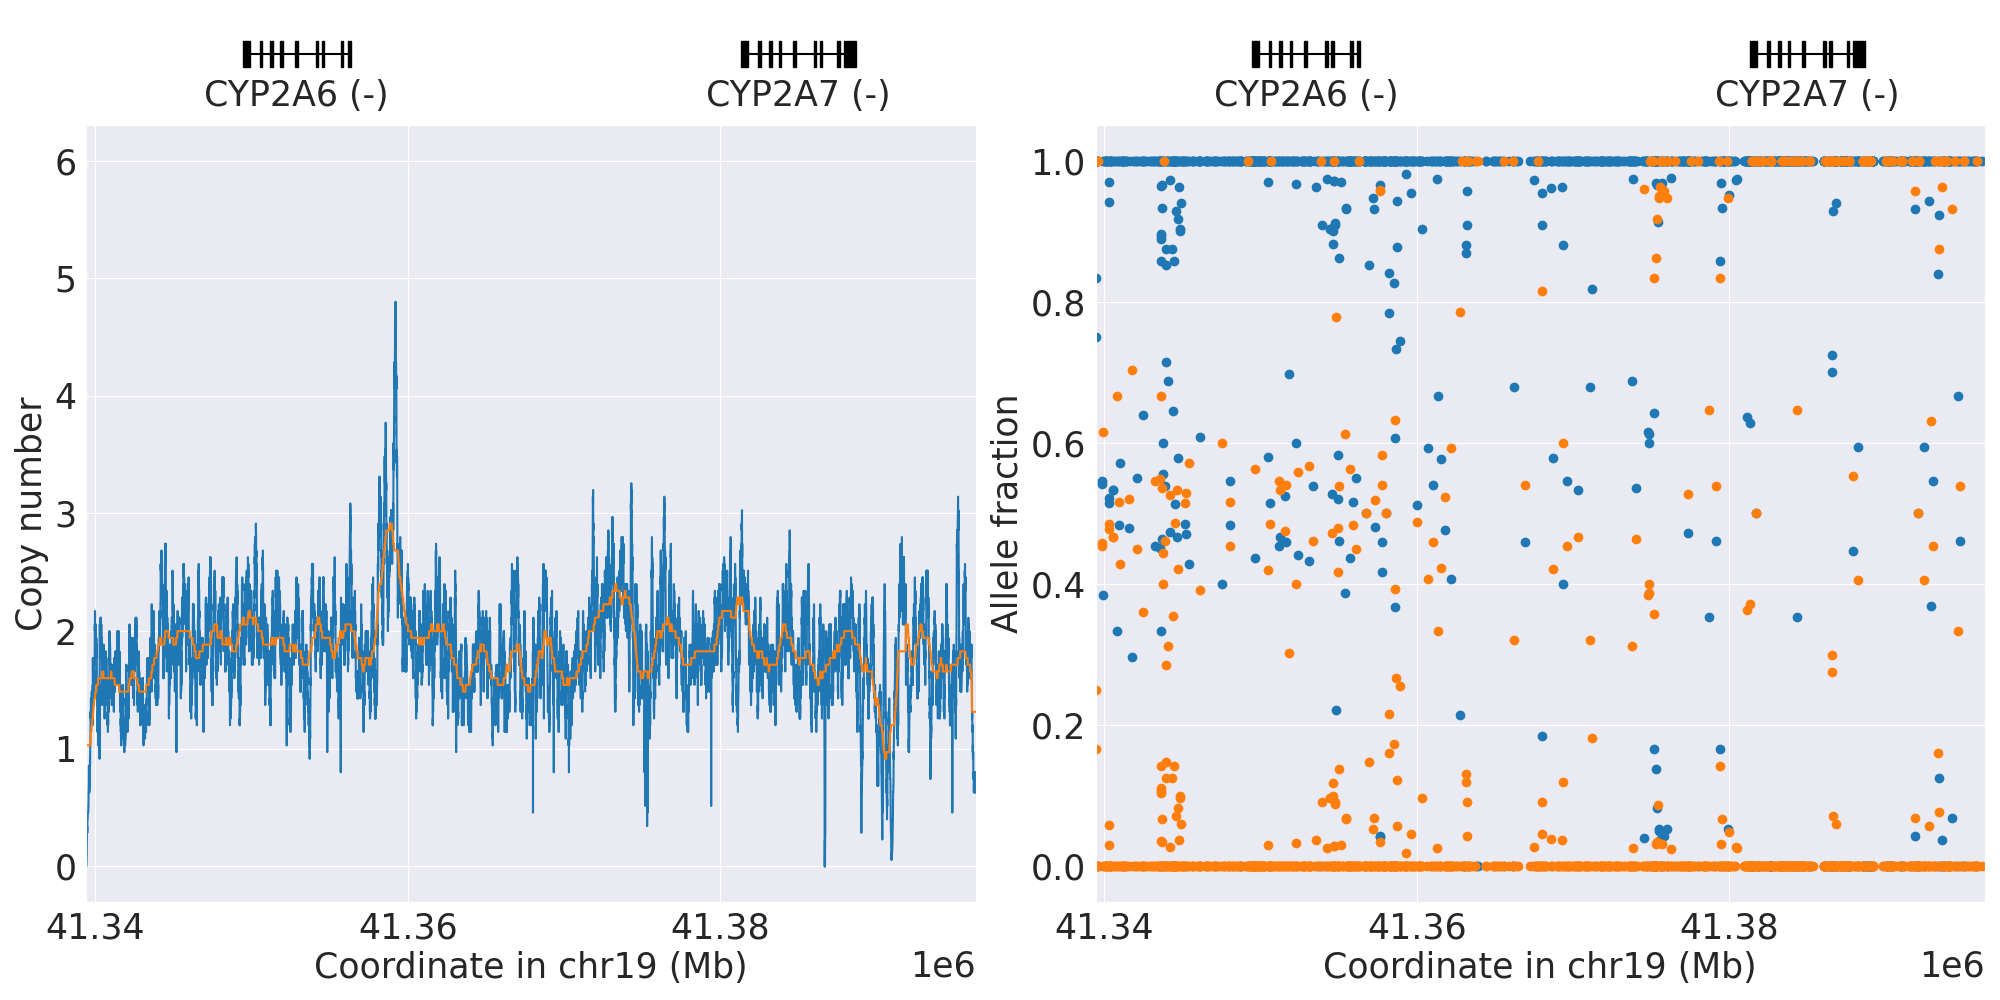 CYP2A6 (-)
CYP2A7 (-)
6
5
4
3
2
1
0
Copy number
41.34
41.36
41.38
Coordinate in chr19 (Mb)
1e6
CYP2A6 (-)
CYP2A7 (-)
1.0
0.8
0.6
0.4
0.2
0.0
Allele fraction
41.34
41.36
41.38
Coordinate in chr19 (Mb)
1e6